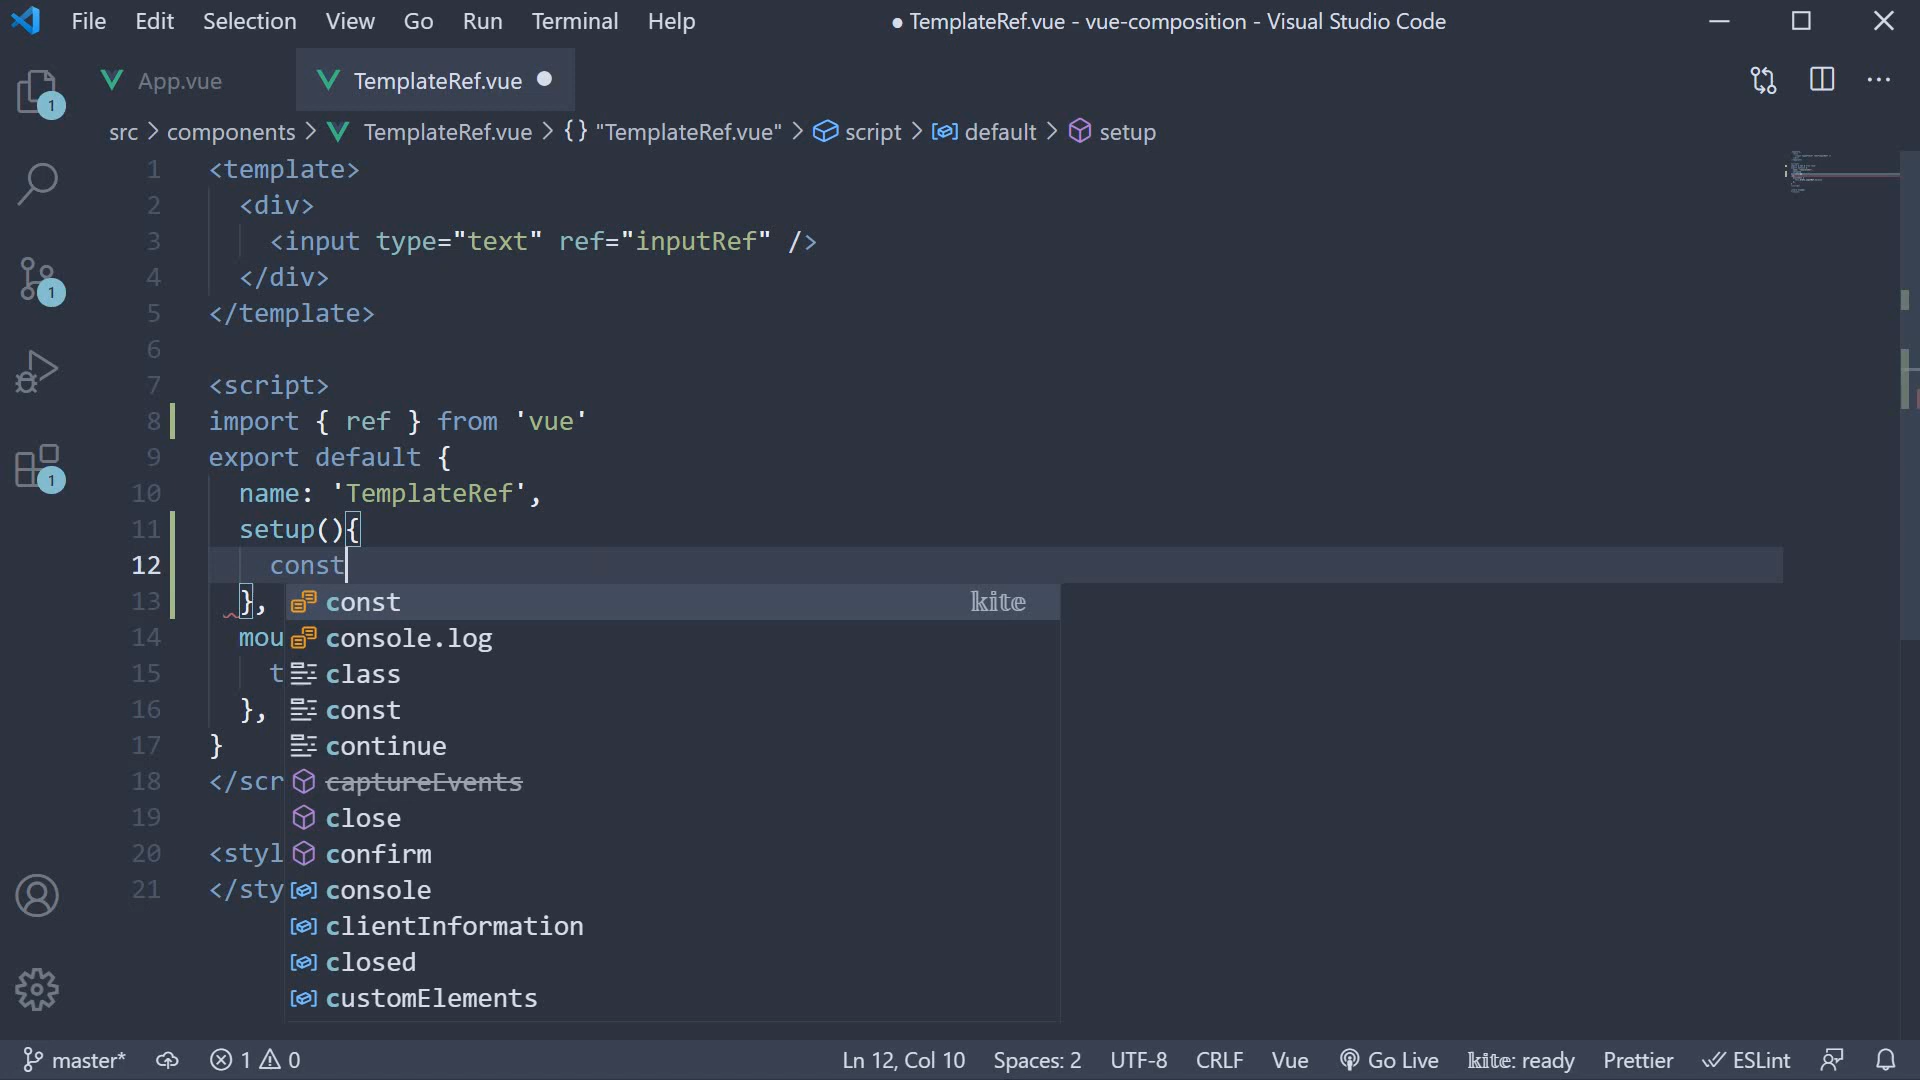 File Edit Selection View Go Run Terminal Help ● TemplateRef.vue - vue-composition - Visual Studio Code
App.vue TemplateRef.vue
src > components > TemplateRef.vue > {} "TemplateRef.vue" > script > default > setup
1 <template>
2 <div>
3 <input type="text" ref="inputRef" />
4 </div>
5 </template>
6
7 <script>
8 import { ref } from 'vue'
9 export default {
10 name: 'TemplateRef',
11 setup(){
12 const
13 },
14 mou
15 t
16 },
17 }
18 </scr
19
20 <styl
21 </sty
const kite
console.log
class
const
continue
captureEvents
close
confirm
console
clientInformation
closed
customElements
1
1
1
master* 1 0 Ln 12, Col 10 Spaces: 2 UTF-8 CRLF Vue Go Live kite: ready Prettier ESLint